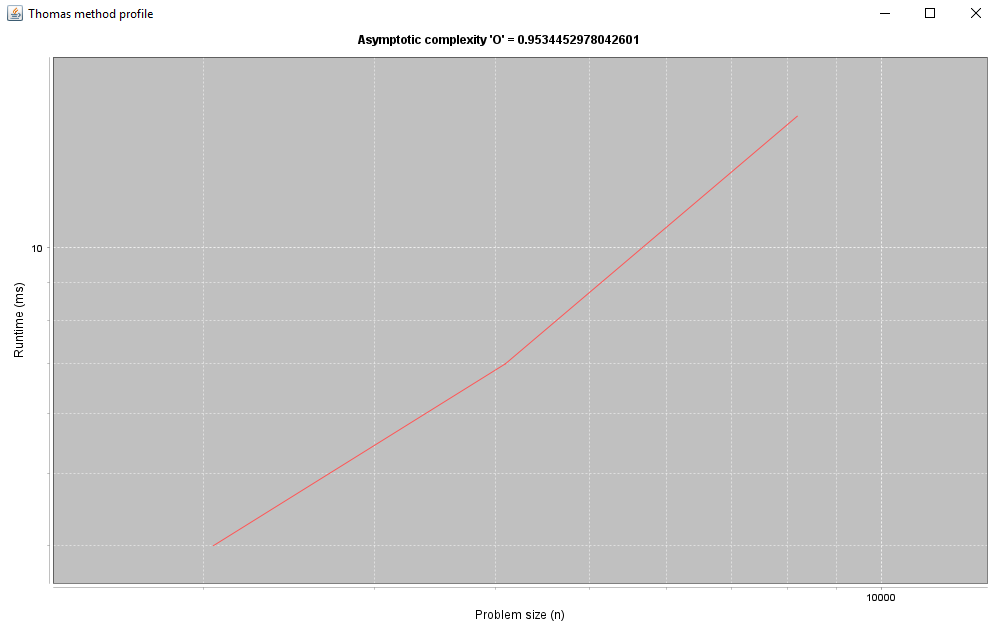 Thomas method profile
Asymptotic complexity 'O' = 0.9534452978042601
10
Runtime (ms)
10000
Problem size (n)